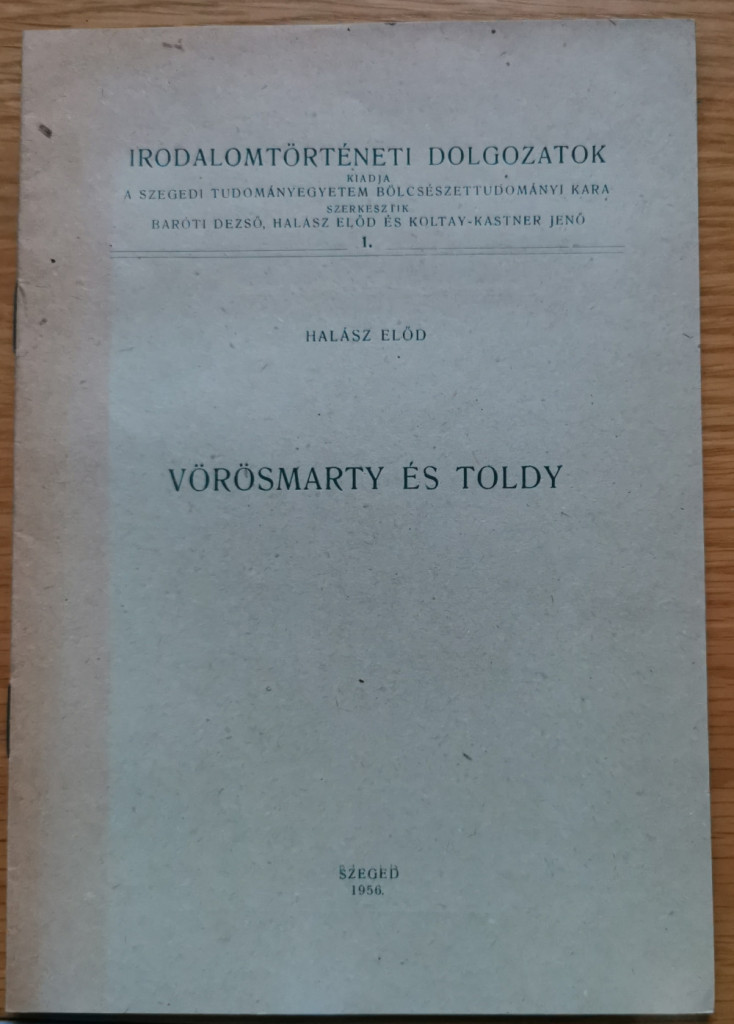 IRODALOMTÖRTÉNETI DOLGOZATOK
KIADJA
A SZEGEDI TUDOMÁNYEGYETEM BÖLCSÉSZETTUDOMÁNYI KARA
SZERKESZTIK
BARÓTI DEZSŐ, HALÁSZ ELŐD ÉS KOLTAY-KASTNER JENŐ
1.
HALÁSZ ELŐD
VÖRÖSMARTY ÉS TOLDY
SZEGED
1956.